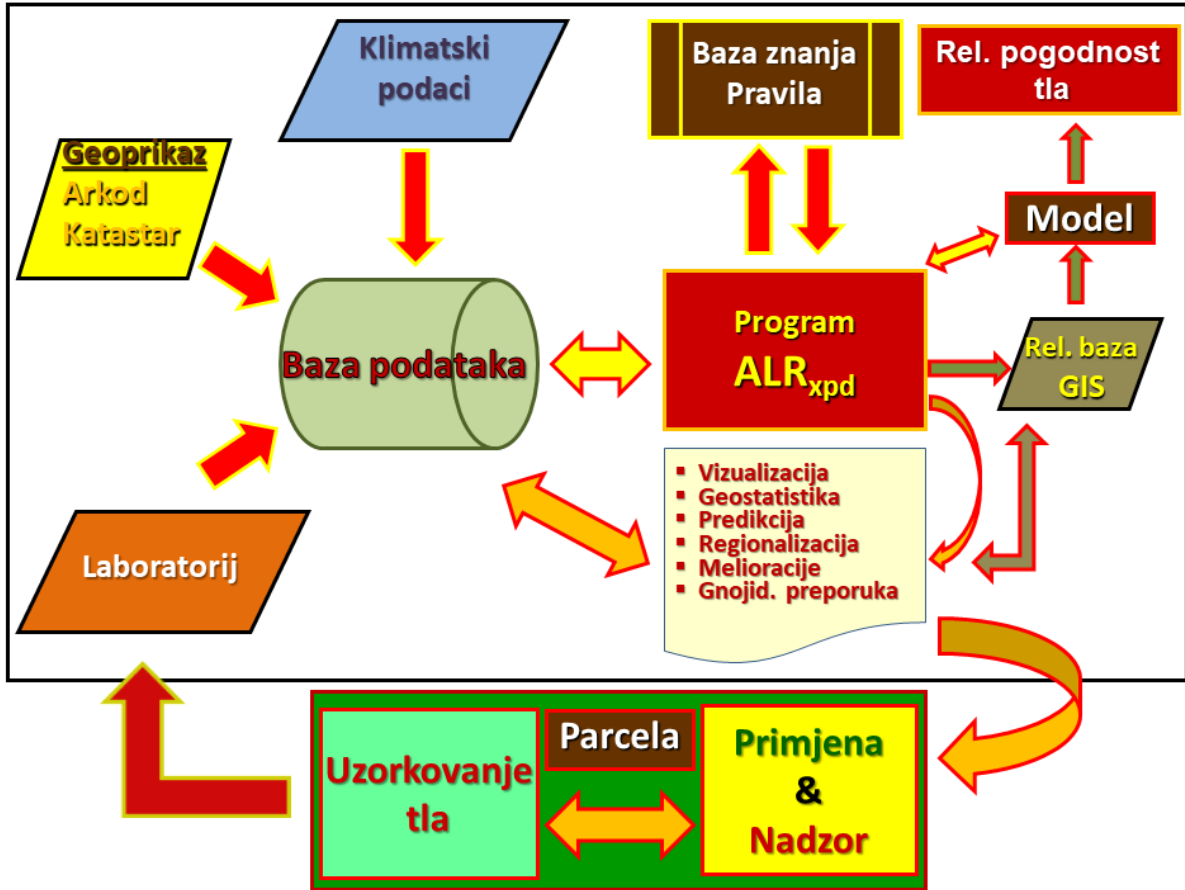 Klimatski
podaci
Baza znanja
Pravila
Rel. pogodnost
tla
Geoprikaz
Arkod
Katastar
Model
Baza podataka
Program
ALRxpd
Rel. baza
GIS
Laboratorij
▪ Vizualizacija
▪ Geostatistika
▪ Predikcija
▪ Regionalizacija
▪ Melioracije
▪ Gnojid. preporuka
Uzorkovanje
tla
Parcela
Primjena
&
Nadzor